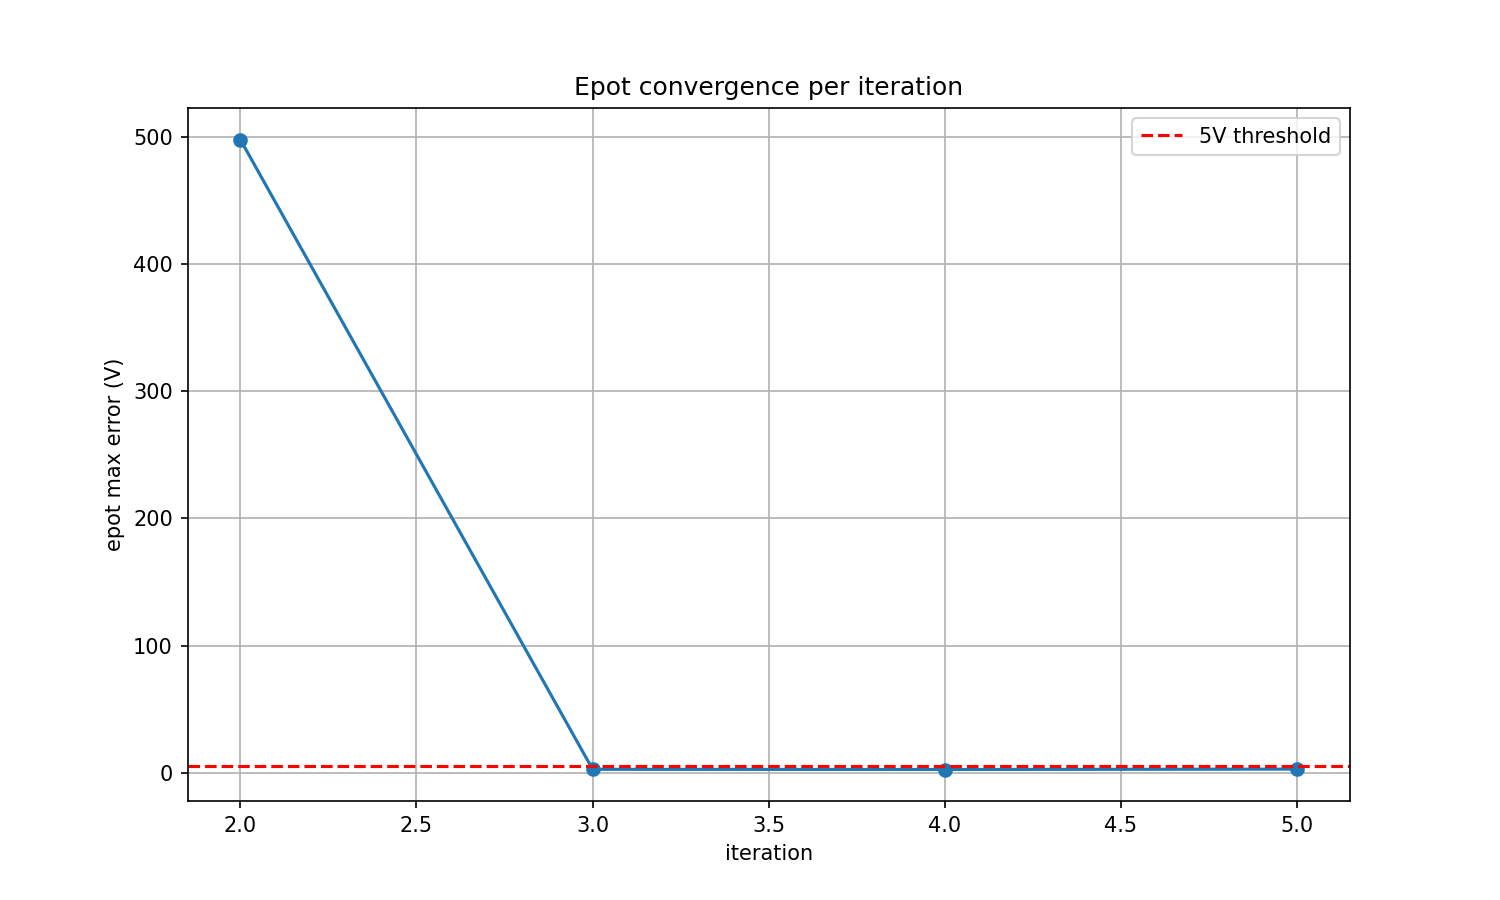 Epot convergence per iteration
5V threshold
epot max error (V)
500
400
300
200
100
0
2.0 2.5 3.0 3.5 4.0 4.5 5.0
iteration